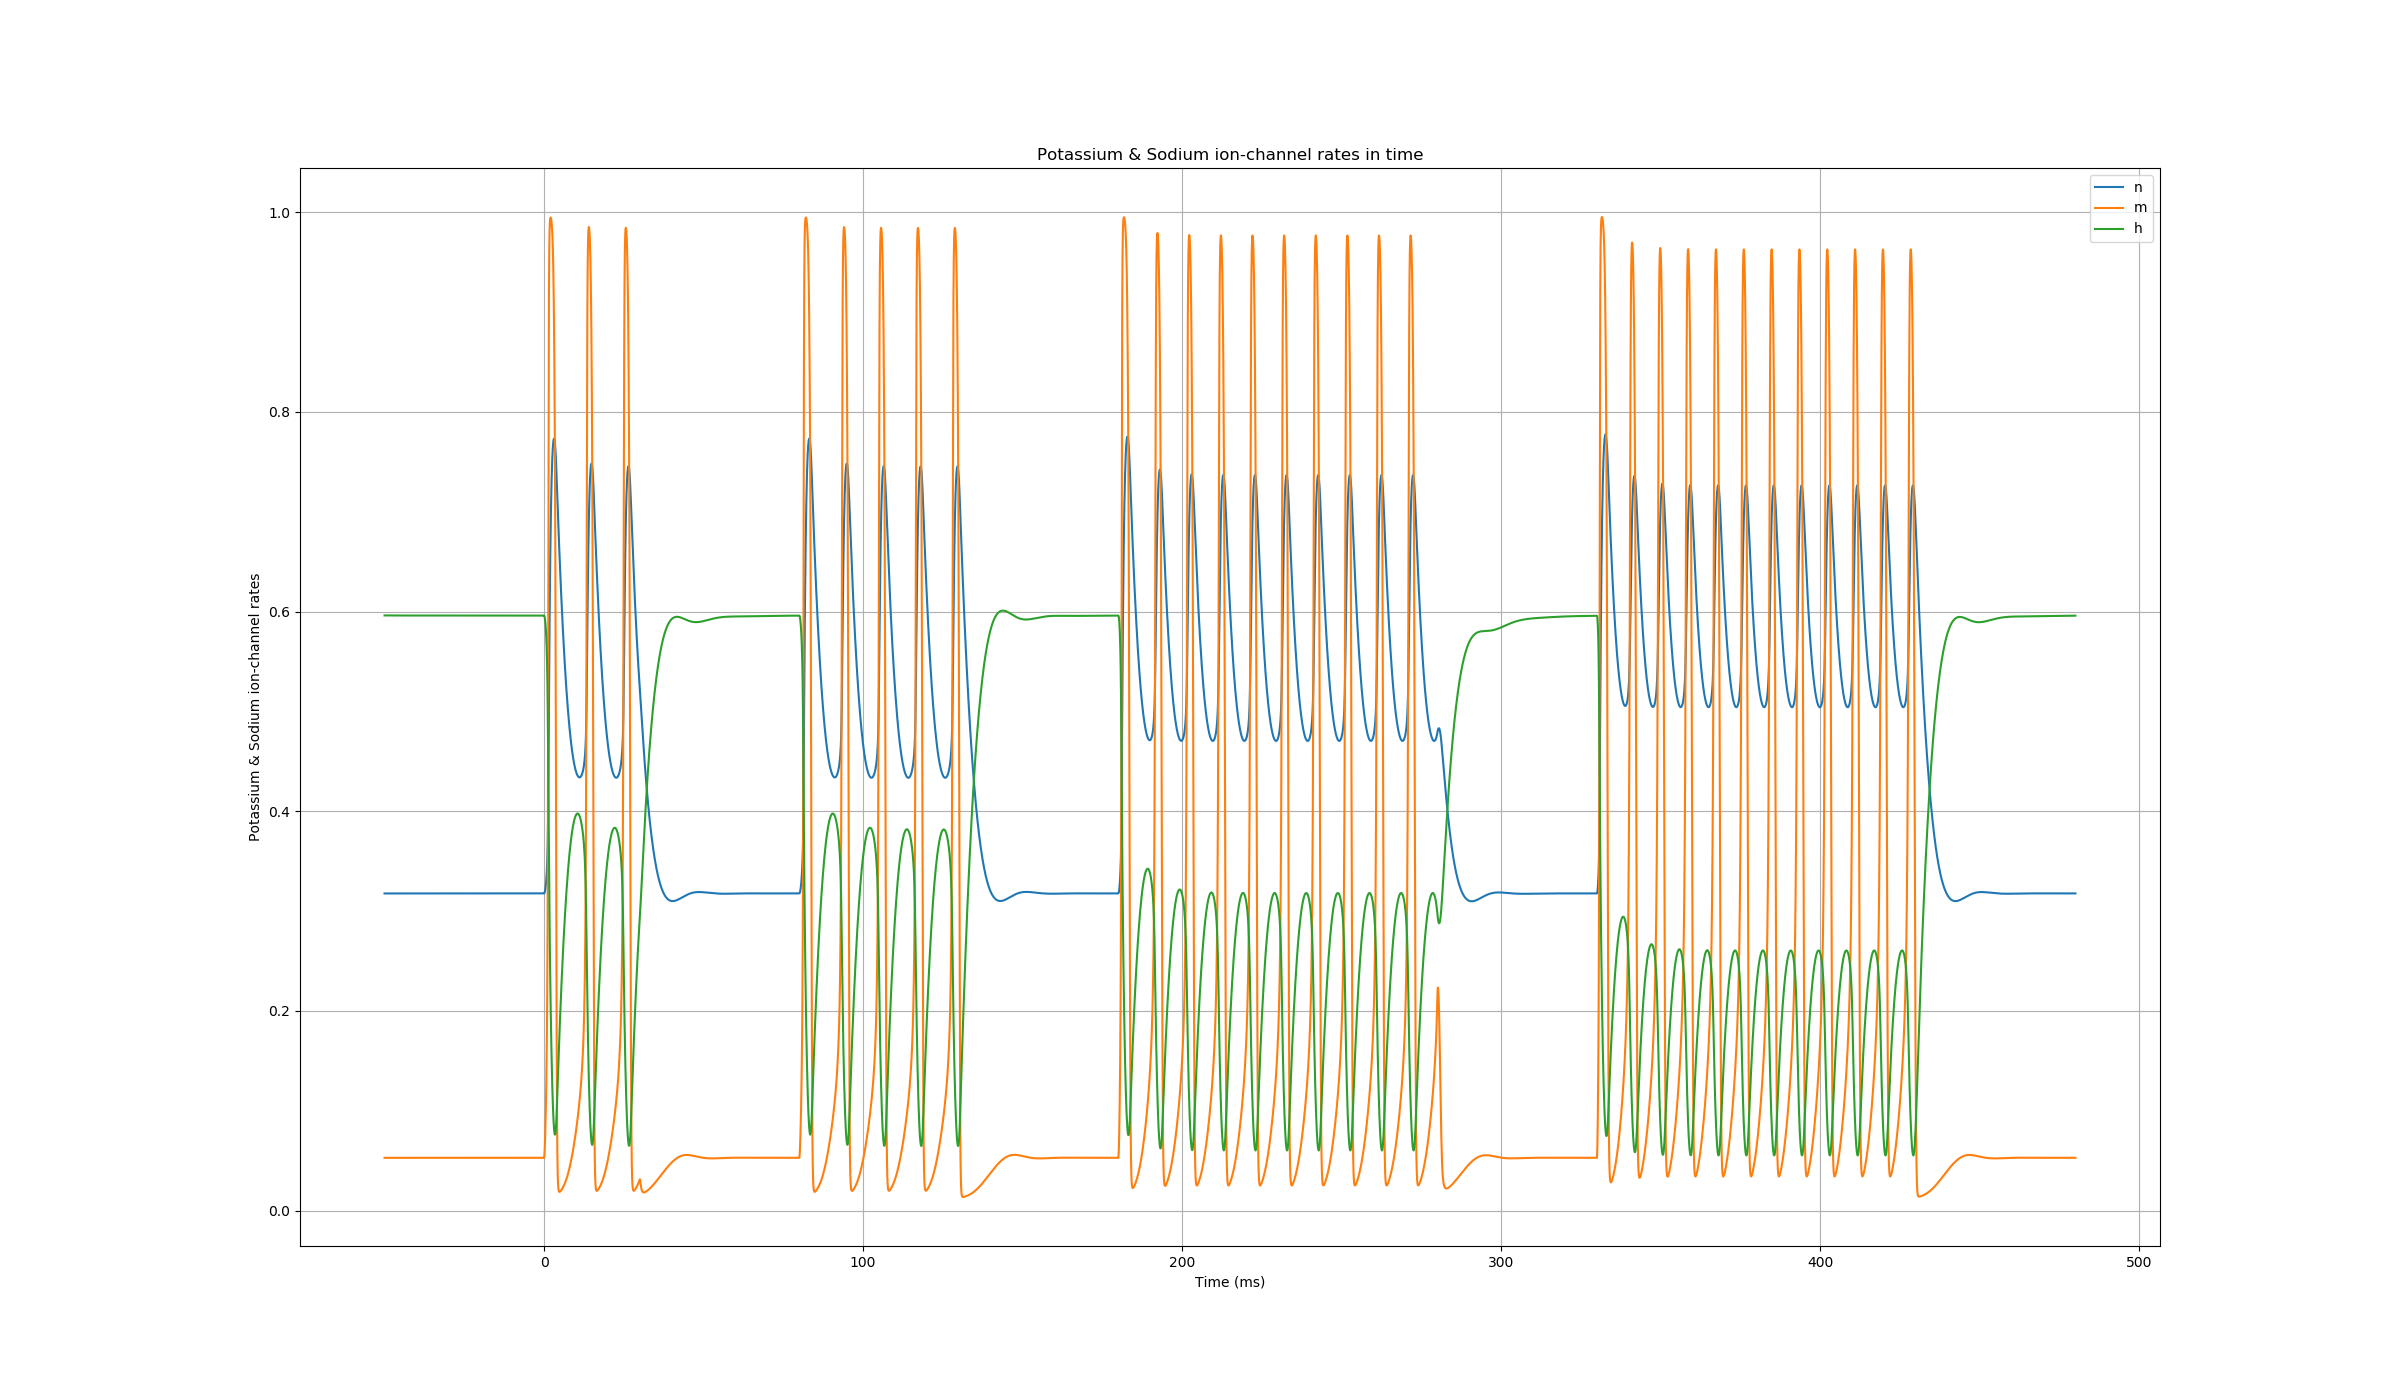 Potassium & Sodium ion-channel rates in time
n
m
h
Potassium & Sodium ion-channel rates
1.0
0.8
0.6
0.4
0.2
0.0
0
100
200
300
400
500
Time (ms)